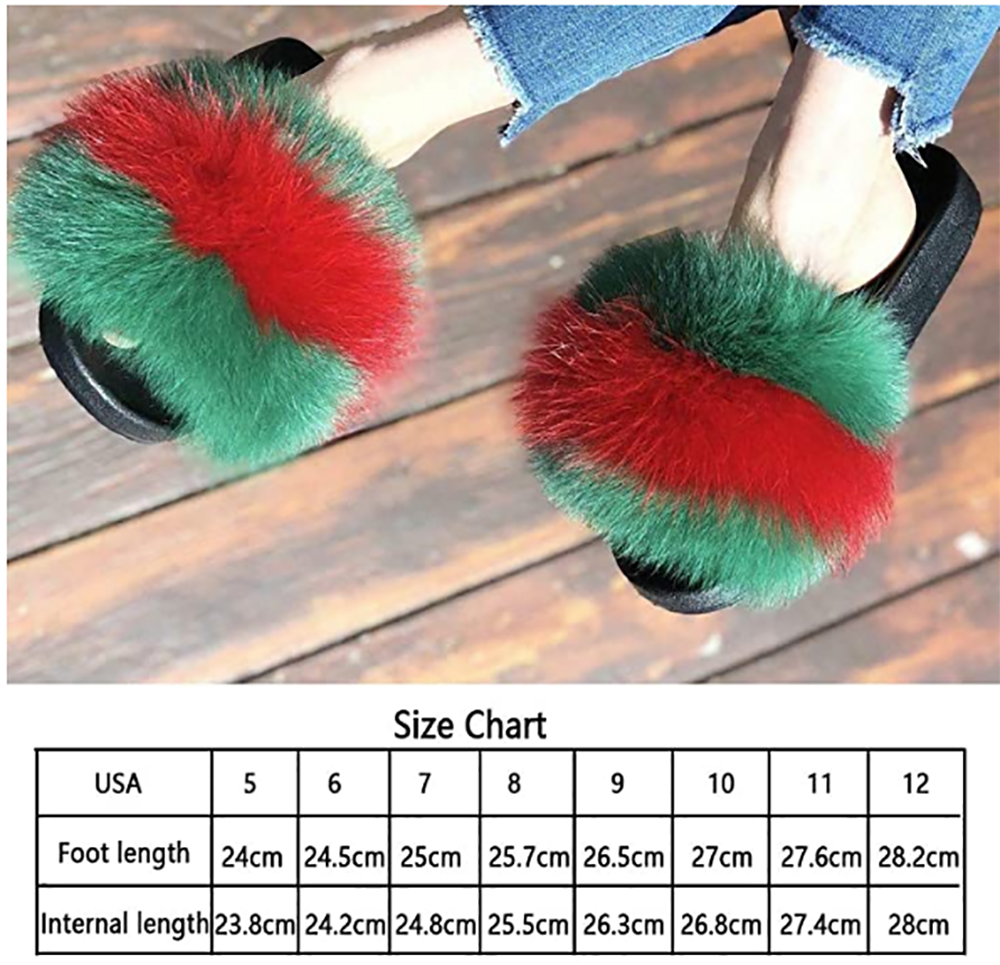 Size Chart
USA 5 6 7 8 9 10 11 12
Foot length 24cm 24.5cm 25cm 25.7cm 26.5cm 27cm 27.6cm 28.2cm
Internal length 23.8cm 24.2cm 24.8cm 25.5cm 26.3cm 26.8cm 27.4cm 28cm